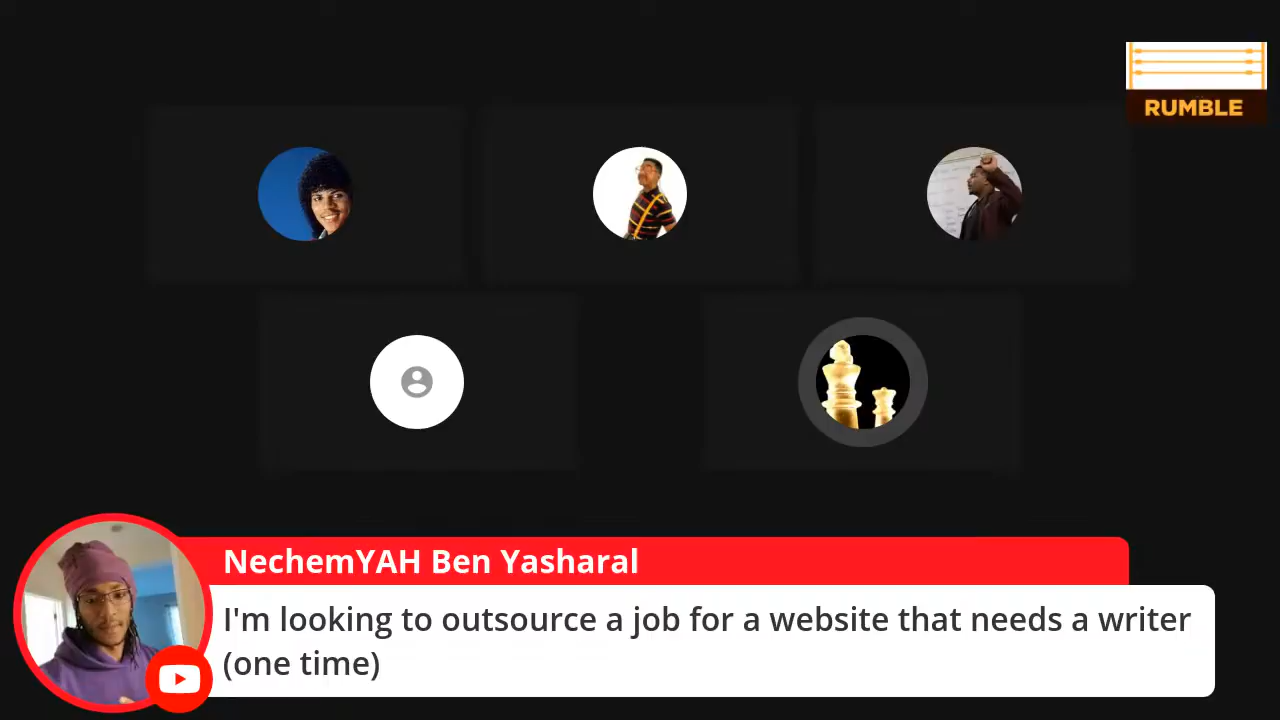 RUMBLE
NechemYAH Ben Yasharal
I'm looking to outsource a job for a website that needs a writer
(one time)